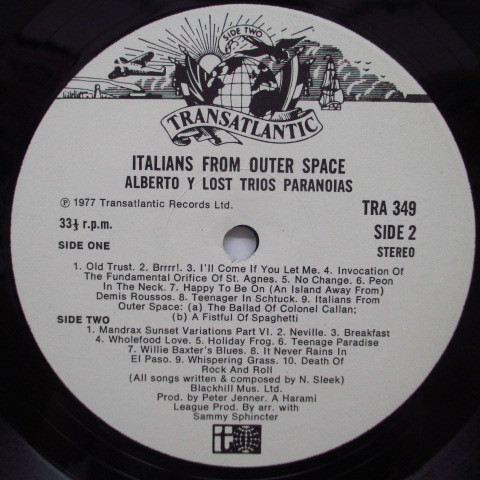 SIDE TWO
TRANSATLANTIC
ITALIANS FROM OUTER SPACE
ALBERTO Y LOST TRIOS PARANOIAS
℗ 1977 Transatlantic Records Ltd.
TRA 349
33⅓ r.p.m.
SIDE 2
SIDE ONE
STEREO
1. Old Trust. 2. Brrrr!. 3. I'll Come If You Let Me. 4. Invocation Of
The Fundamental Orifice Of St. Agnes. 5. No Change. 6. Peon
In The Neck. 7. Happy To Be On (An Island Away From)
Demis Roussos. 8. Teenager In Schtuck. 9. Italians From
Outer Space: (a) The Ballad Of Colonel Callan;
(b) A Fistful Of Spaghetti
SIDE TWO
1. Mandrax Sunset Variations Part VI. 2. Neville. 3. Breakfast
4. Wholefood Love. 5. Holiday Frog. 6. Teenage Paradise
7. Willie Baxter's Blues. 8. It Never Rains In
El Paso. 9. Whispering Grass. 10. Death Of
Rock And Roll
(All songs written & composed by N. Sleek)
Blackhill Mus. Ltd.
Prod. by Peter Jenner. A Harami
League Prod. By arr. with
Sammy Sphincter